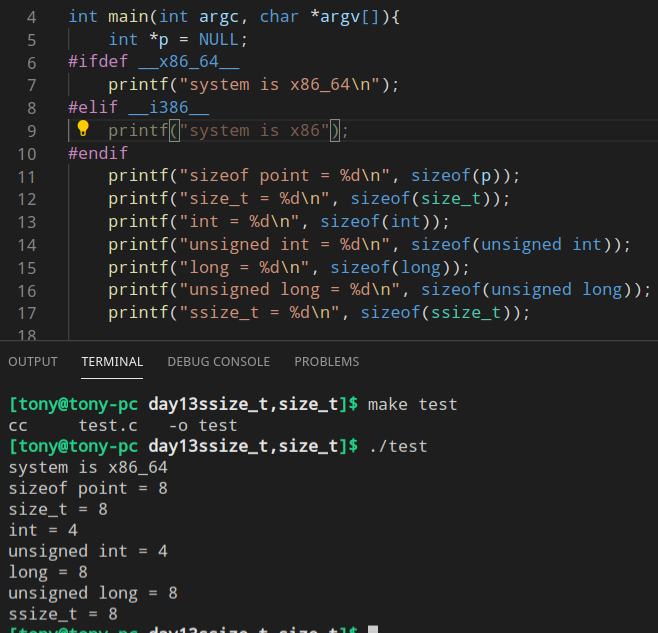 4 int main(int argc, char *argv[]){
5 int *p = NULL;
6 #ifdef __x86_64__
7 printf("system is x86_64\n");
8 #elif __i386__
9 printf("system is x86");
10 #endif
11 printf("sizeof point = %d\n", sizeof(p));
12 printf("size_t = %d\n", sizeof(size_t));
13 printf("int = %d\n", sizeof(int));
14 printf("unsigned int = %d\n", sizeof(unsigned int));
15 printf("long = %d\n", sizeof(long));
16 printf("unsigned long = %d\n", sizeof(unsigned long));
17 printf("ssize_t = %d\n", sizeof(ssize_t));
18
OUTPUT TERMINAL DEBUG CONSOLE PROBLEMS
[tony@tony-pc day13ssize_t,size_t]$ make test
cc     test.c   -o test
[tony@tony-pc day13ssize_t,size_t]$ ./test
system is x86_64
sizeof point = 8
size_t = 8
int = 4
unsigned int = 4
long = 8
unsigned long = 8
ssize_t = 8
[tony@tony-pc day13ssize_t,size_t]$